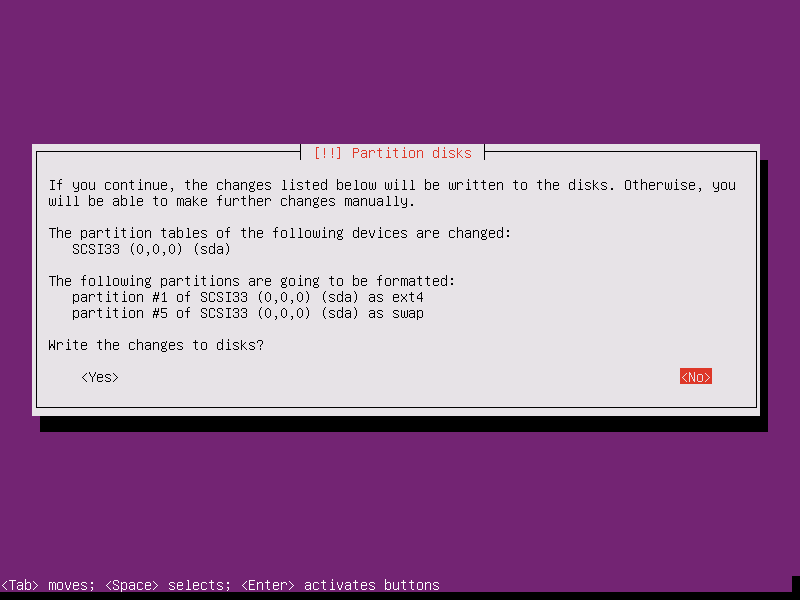 [!!] Partition disks
If you continue, the changes listed below will be written to the disks. Otherwise, you
will be able to make further changes manually.
The partition tables of the following devices are changed:
SCSI33 (0,0,0) (sda)
The following partitions are going to be formatted:
partition #1 of SCSI33 (0,0,0) (sda) as ext4
partition #5 of SCSI33 (0,0,0) (sda) as swap
Write the changes to disks?
<Yes> <No>
<Tab> moves; <Space> selects; <Enter> activates buttons